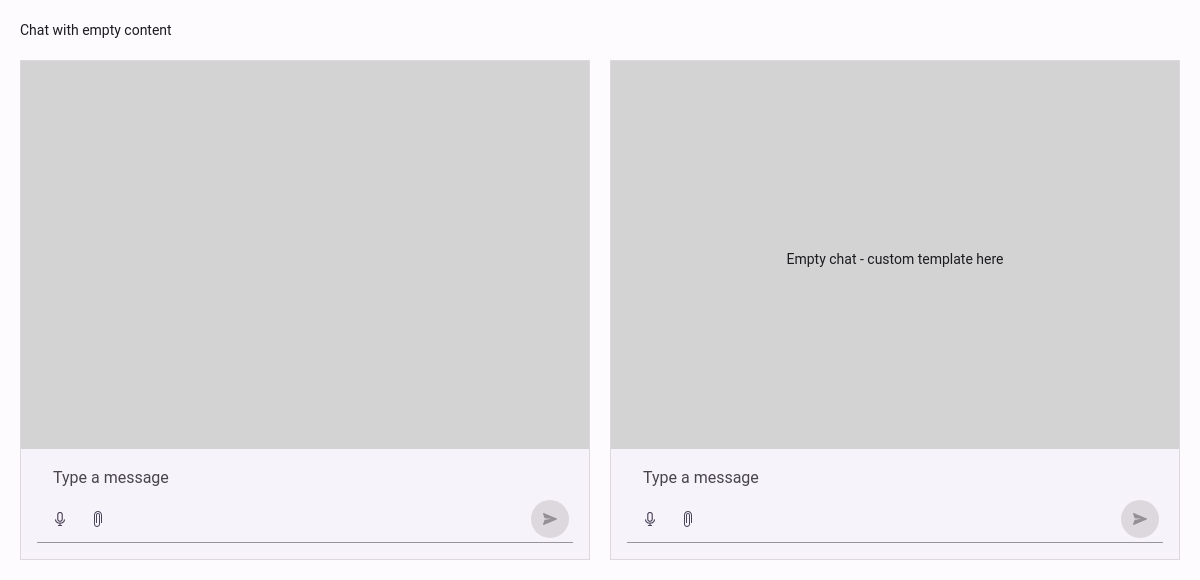 Chat with empty content
Empty chat - custom template here
Type a message
Type a message